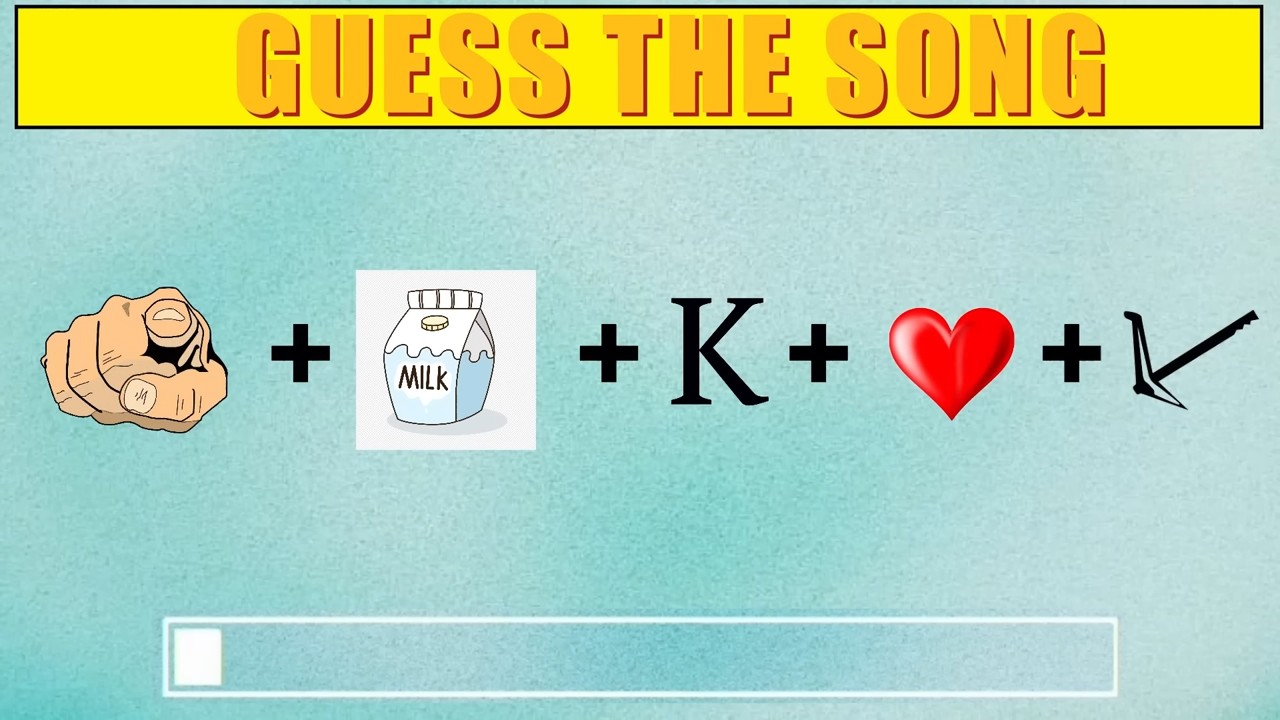 GUESS THE SONG
+ MILK + K + +